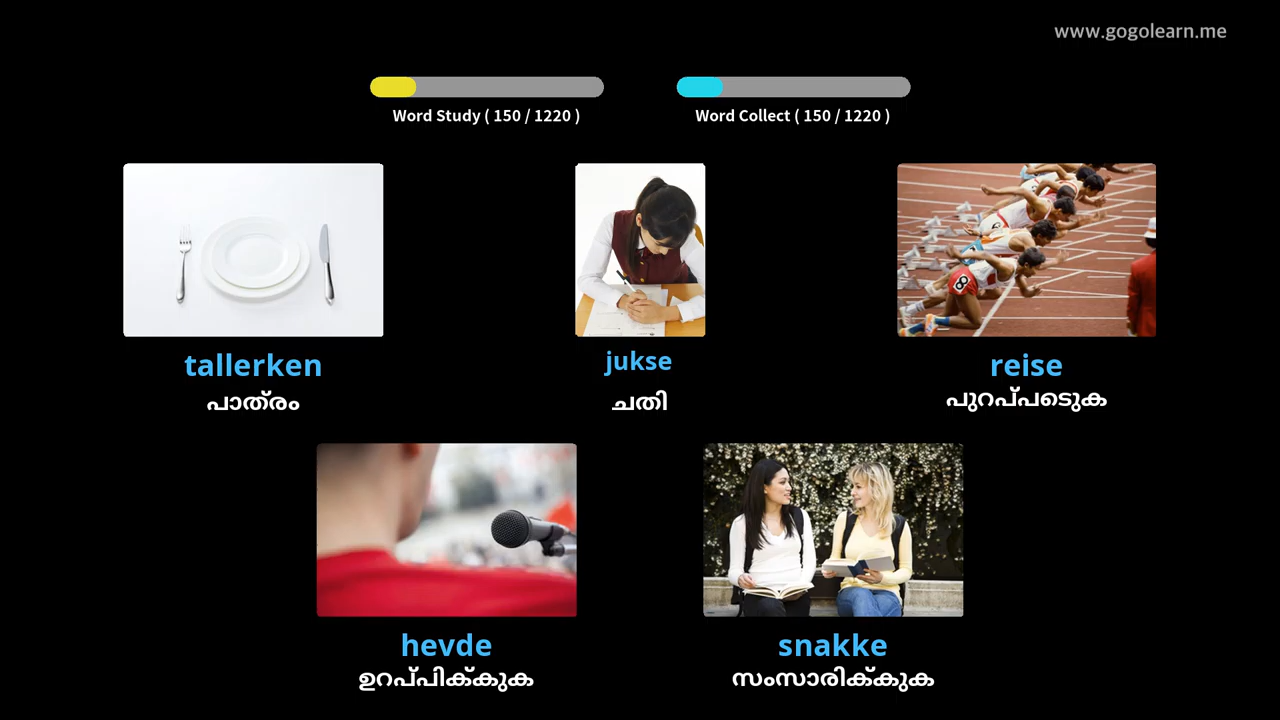 www.gogolearn.me
Word Study ( 150 / 1220 )
Word Collect ( 150 / 1220 )
tallerken
പാത്രം
jukse
ചതി
reise
പുറപ്പടെുക
hevde
ഉറപ്പിക്കുക
snakke
സംസാരിക്കുക